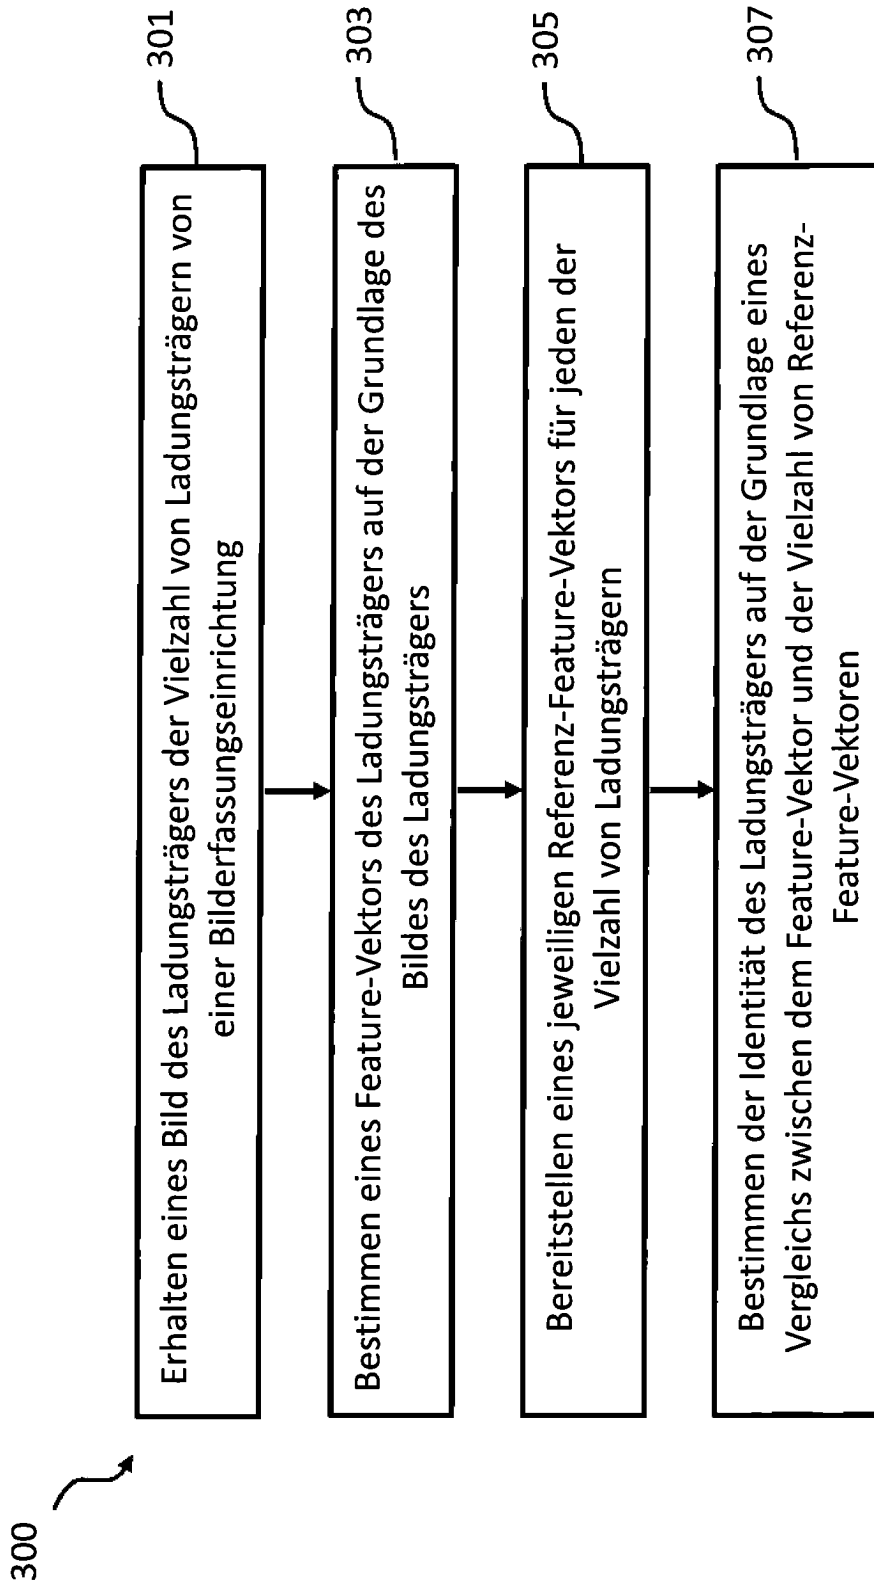 300
Erhalten eines Bild des Ladungsträgers der Vielzahl von Ladungsträgern von
einer Bilderfassungseinrichtung
301
Bestimmen eines Feature-Vektors des Ladungsträgers auf der Grundlage des
Bildes des Ladungsträgers
303
Bereitstellen eines jeweiligen Referenz-Feature-Vektors für jeden der
Vielzahl von Ladungsträgern
305
Bestimmen der Identität des Ladungsträgers auf der Grundlage eines
Vergleichs zwischen dem Feature-Vektor und der Vielzahl von Referenz-
Feature-Vektoren
307